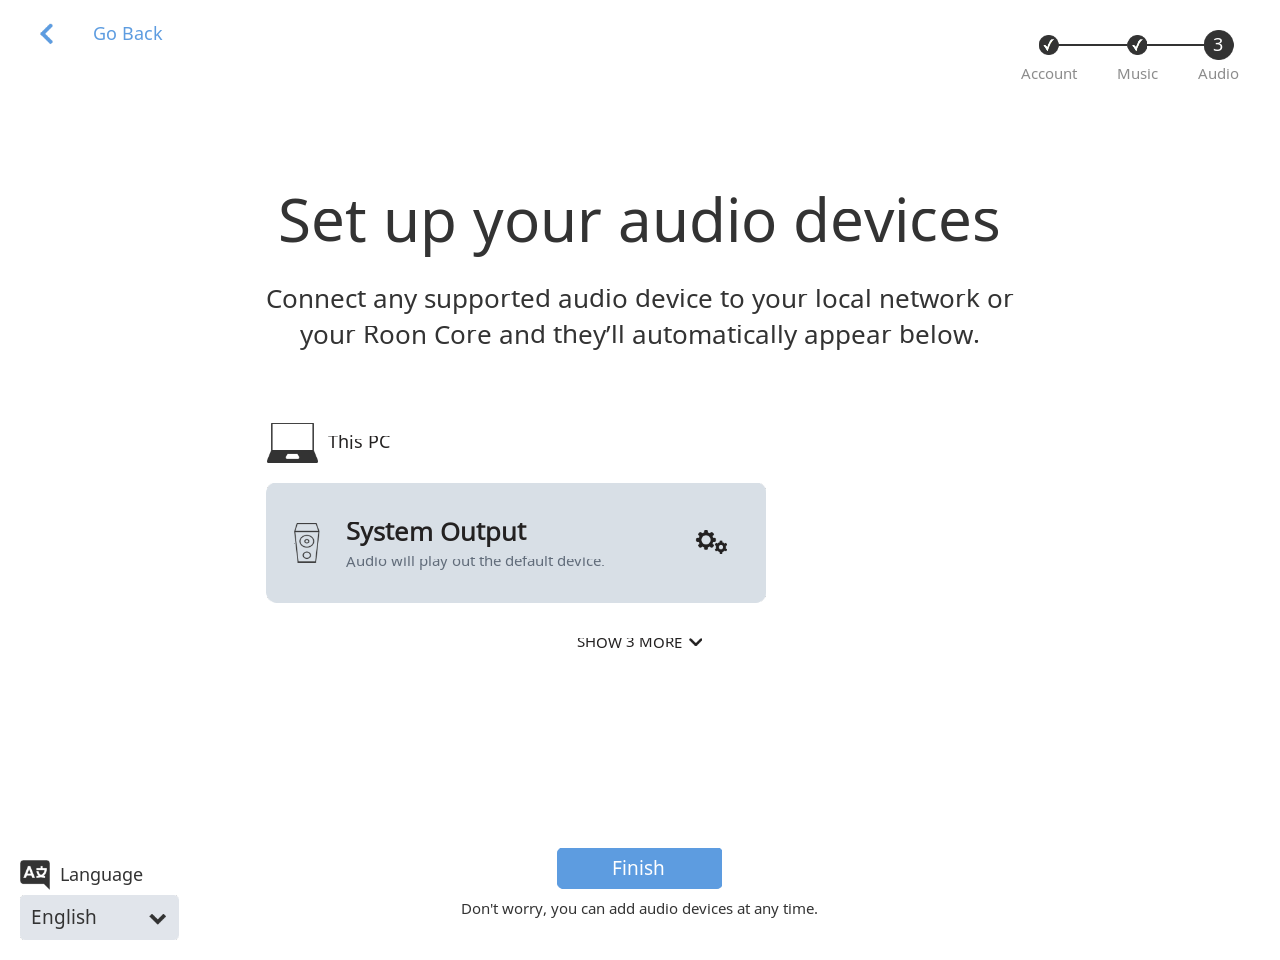 Go Back
3
Account
Music
Audio
Set up your audio devices
Connect any supported audio device to your local network or
your Roon Core and they’ll automatically appear below.
This PC
System Output
Audio will play out the default device.
SHOW 3 MORE
Finish
Don't worry, you can add audio devices at any time.
Language
English